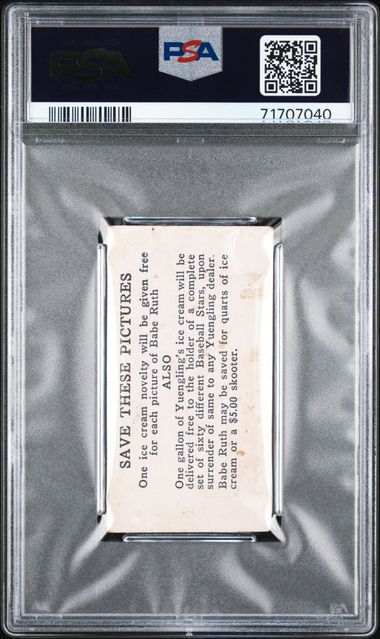 PSA
PSA
71707040
SAVE THESE PICTURES
One ice cream novelty will be given free
for each picture of Babe Ruth
ALSO
One gallon of Yuengling's ice cream will be
delivered free to the holder of a complete
set of sixty different Baseball Stars, upon
surrender of same to any Yuengling dealer.
Babe Ruth may be saved for quarts of ice
cream or a $5.00 skooter.